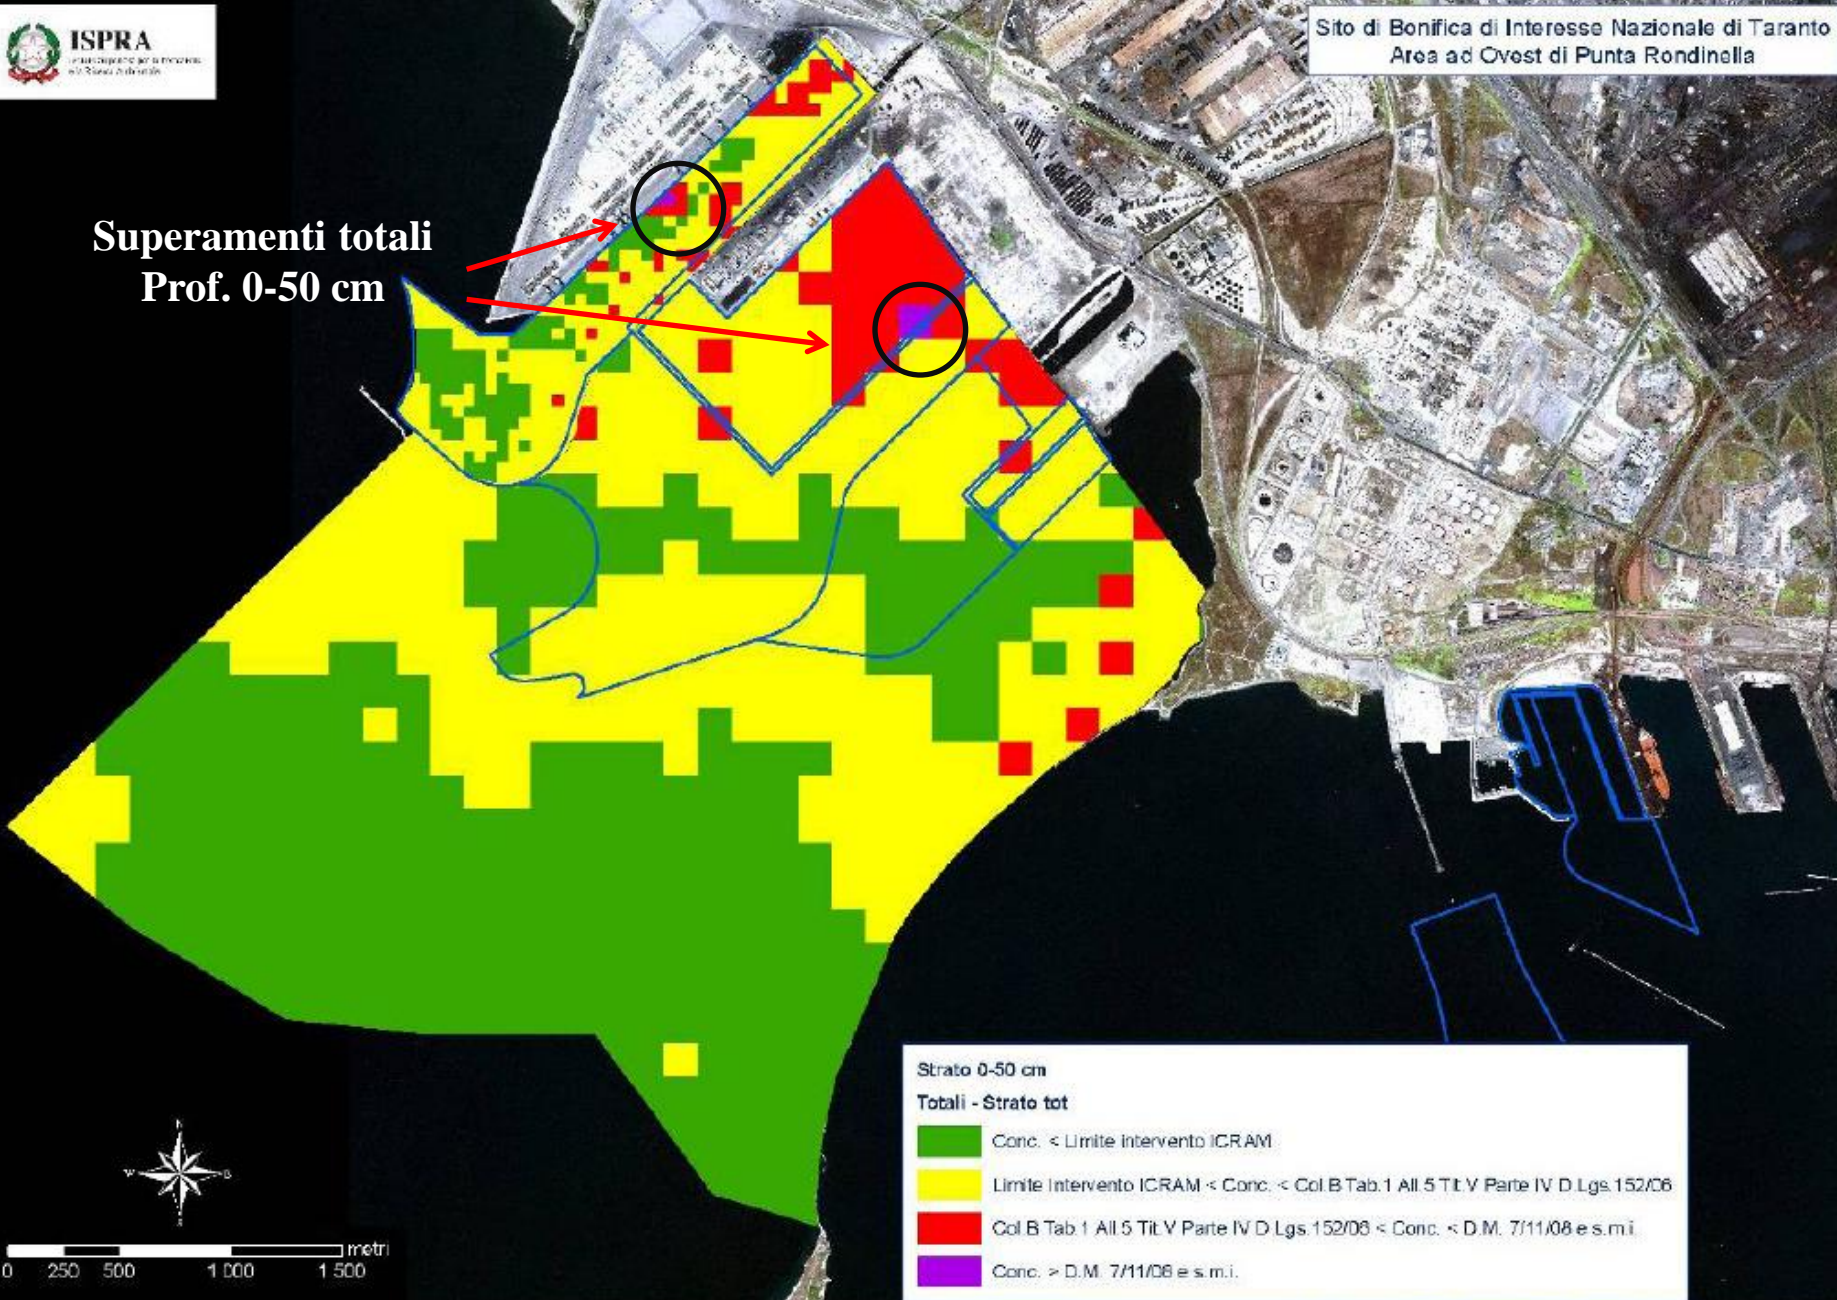 ISPRA
Sito di Bonifica di Interesse Nazionale di Taranto
Area ad Ovest di Punta Rondinella
Superamenti totali
Prof. 0-50 cm
Strato 0-50 cm
Totali - Strato tot
Conc. < Limite intervento ICRAM
Limite Intervento ICRAM < Conc. < Col.B Tab.1 All.5 Tit.V Parte IV D.Lgs.152/06
Col.B Tab.1 All.5 Tit.V Parte IV D.Lgs.152/06 < Conc. < D.M. 7/11/08 e s.m.i.
Conc. > D.M. 7/11/08 e s.m.i.
N
W
S
metri
0 250 500 1 000 1 500